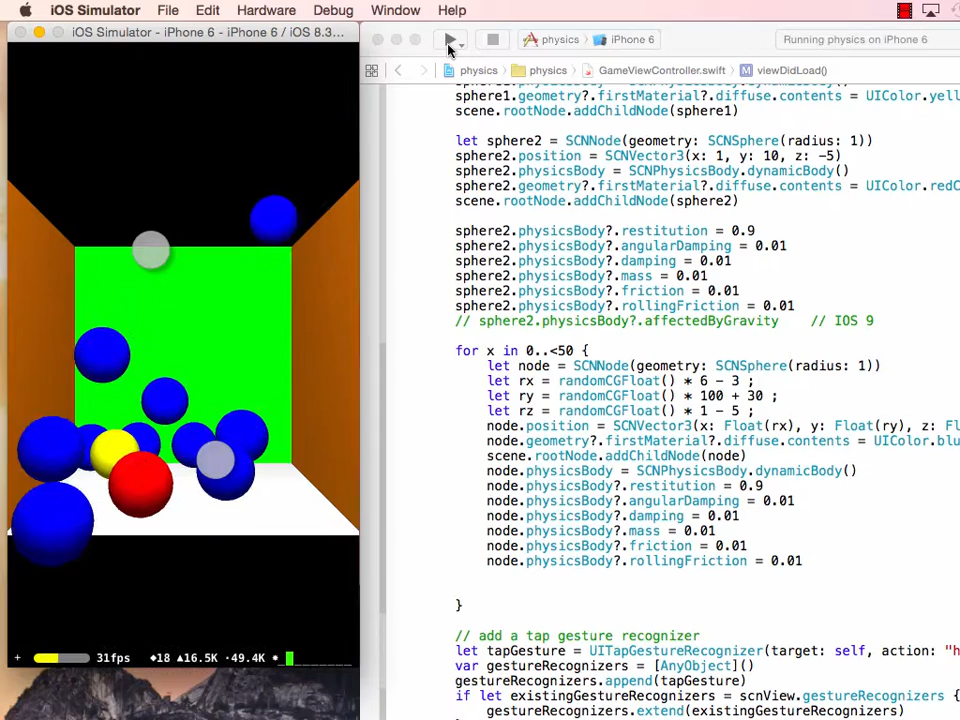 iOS Simulator File Edit Hardware Debug Window Help
iOS Simulator - iPhone 6 - iPhone 6 / iOS 8.3...
physics iPhone 6 Running physics on iPhone 6
physics physics GameViewController.swift M viewDidLoad()
sphere1.geometry?.firstMaterial?.diffuse.contents = UIColor.yel
scene.rootNode.addChildNode(sphere1)
let sphere2 = SCNNode(geometry: SCNSphere(radius: 1))
sphere2.position = SCNVector3(x: 1, y: 10, z: -5)
sphere2.physicsBody = SCNPhysicsBody.dynamicBody()
sphere2.geometry?.firstMaterial?.diffuse.contents = UIColor.redC
scene.rootNode.addChildNode(sphere2)
sphere2.physicsBody?.restitution = 0.9
sphere2.physicsBody?.angularDamping = 0.01
sphere2.physicsBody?.damping = 0.01
sphere2.physicsBody?.mass = 0.01
sphere2.physicsBody?.friction = 0.01
sphere2.physicsBody?.rollingFriction = 0.01
// sphere2.physicsBody?.affectedByGravity // IOS 9
for x in 0..<50 {
let node = SCNNode(geometry: SCNSphere(radius: 1))
let rx = randomCGFloat() * 6 - 3 ;
let ry = randomCGFloat() * 100 + 30 ;
let rz = randomCGFloat() * 1 - 5 ;
node.position = SCNVector3(x: Float(rx), y: Float(ry), z: Fl
node.geometry?.firstMaterial?.diffuse.contents = UIColor.blu
scene.rootNode.addChildNode(node)
node.physicsBody = SCNPhysicsBody.dynamicBody()
node.physicsBody?.restitution = 0.9
node.physicsBody?.angularDamping = 0.01
node.physicsBody?.damping = 0.01
node.physicsBody?.mass = 0.01
node.physicsBody?.friction = 0.01
node.physicsBody?.rollingFriction = 0.01
}
// add a tap gesture recognizer
let tapGesture = UITapGestureRecognizer(target: self, action: "h
var gestureRecognizers = [AnyObject]()
gestureRecognizers.append(tapGesture)
if let existingGestureRecognizers = scnView.gestureRecognizers {
gestureRecognizers.extend(existingGestureRecognizers)
+ 31fps ◆18 ▲16.5K ·49.4K